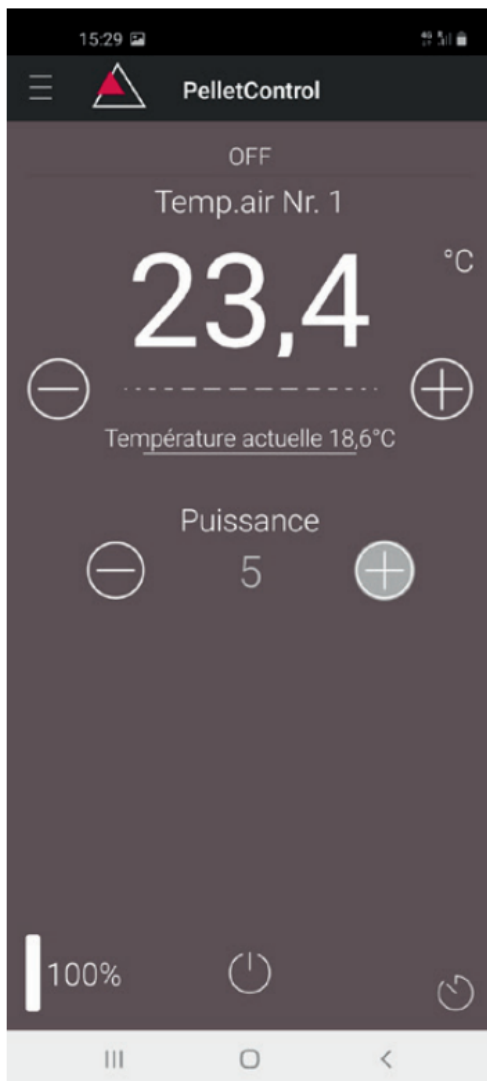 15:29
PelletControl
OFF
Temp.air Nr. 1
23,4 °C
Température actuelle 18,6°C
Puissance
5
100%